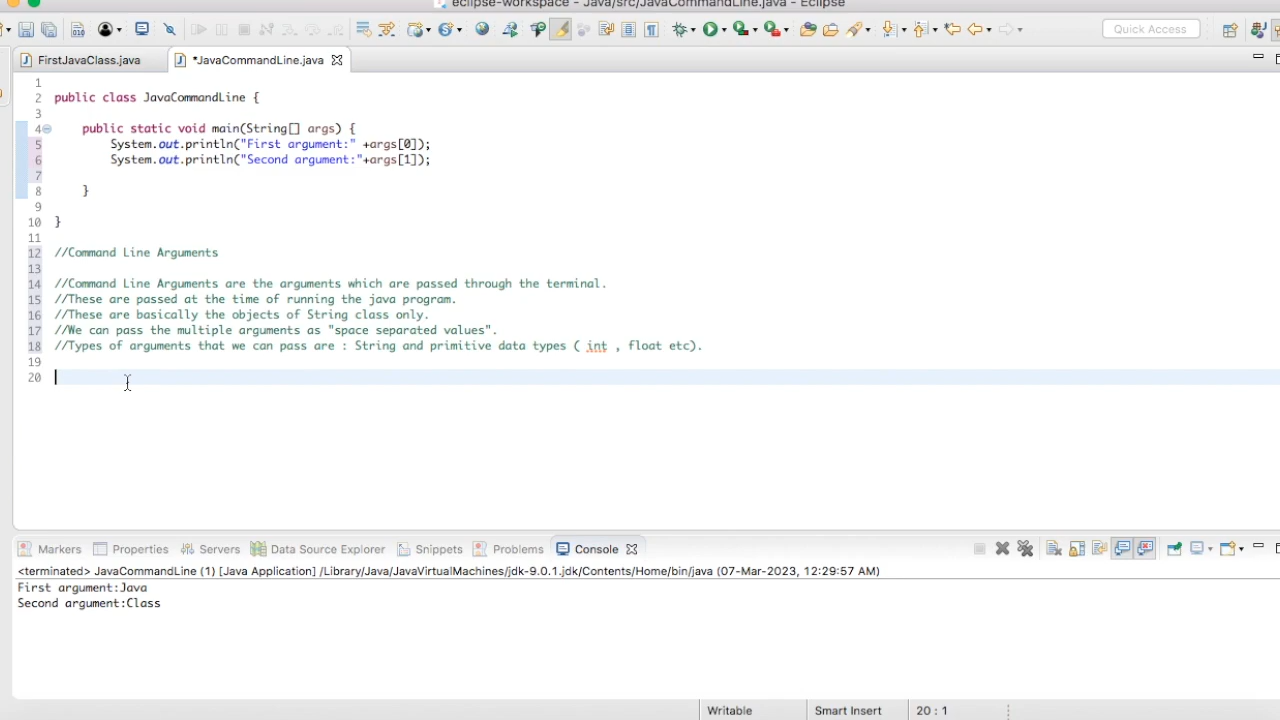 eclipse-workspace - Java/src/JavaCommandLine.java - Eclipse
Quick Access
FirstJavaClass.java
*JavaCommandLine.java
1
2 public class JavaCommandLine {
3
4 public static void main(String[] args) {
5 System.out.println("First argument:" +args[0]);
6 System.out.println("Second argument:"+args[1]);
7
8 }
9
10 }
11
12 //Command Line Arguments
13
14 //Command Line Arguments are the arguments which are passed through the terminal.
15 //These are passed at the time of running the java program.
16 //These are basically the objects of String class only.
17 //We can pass the multiple arguments as "space separated values".
18 //Types of arguments that we can pass are : String and primitive data types ( int , float etc).
19
20
Markers Properties Servers Data Source Explorer Snippets Problems Console
<terminated> JavaCommandLine (1) [Java Application] /Library/Java/JavaVirtualMachines/jdk-9.0.1.jdk/Contents/Home/bin/java (07-Mar-2023, 12:29:57 AM)
First argument:Java
Second argument:Class
Writable Smart Insert 20 : 1